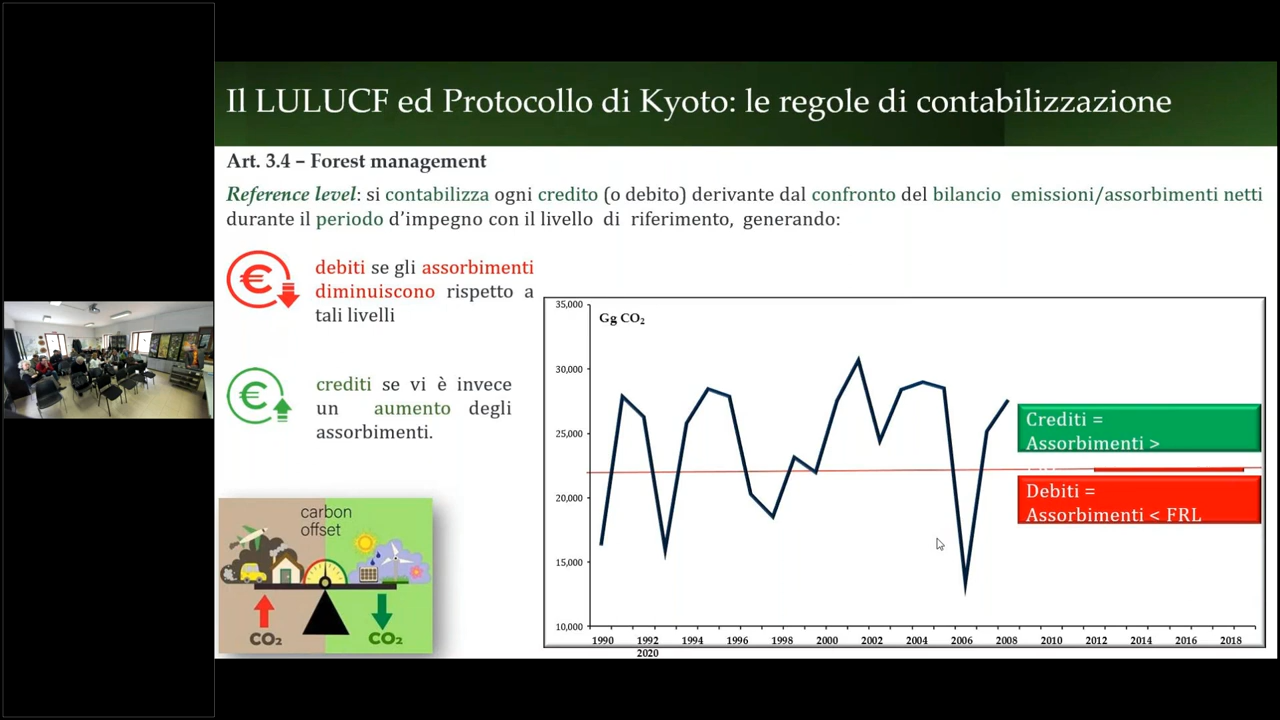 Il LULUCF ed Protocollo di Kyoto: le regole di contabilizzazione
Art. 3.4 – Forest management
Reference level: si contabilizza ogni credito (o debito) derivante dal confronto del bilancio emissioni/assorbimenti netti
durante il periodo d’impegno con il livello di riferimento, generando:
debiti se gli assorbimenti
diminuiscono rispetto a
tali livelli
crediti se vi è invece
un aumento degli
assorbimenti.
carbon
offset
CO₂
CO₂
Gg CO₂
35,000
30,000
25,000
20,000
15,000
10,000
1990 1992 1994 1996 1998 2000 2002 2004 2006 2008 2010 2012 2014 2016 2018
2020
Crediti =
Assorbimenti >
Debiti =
Assorbimenti < FRL